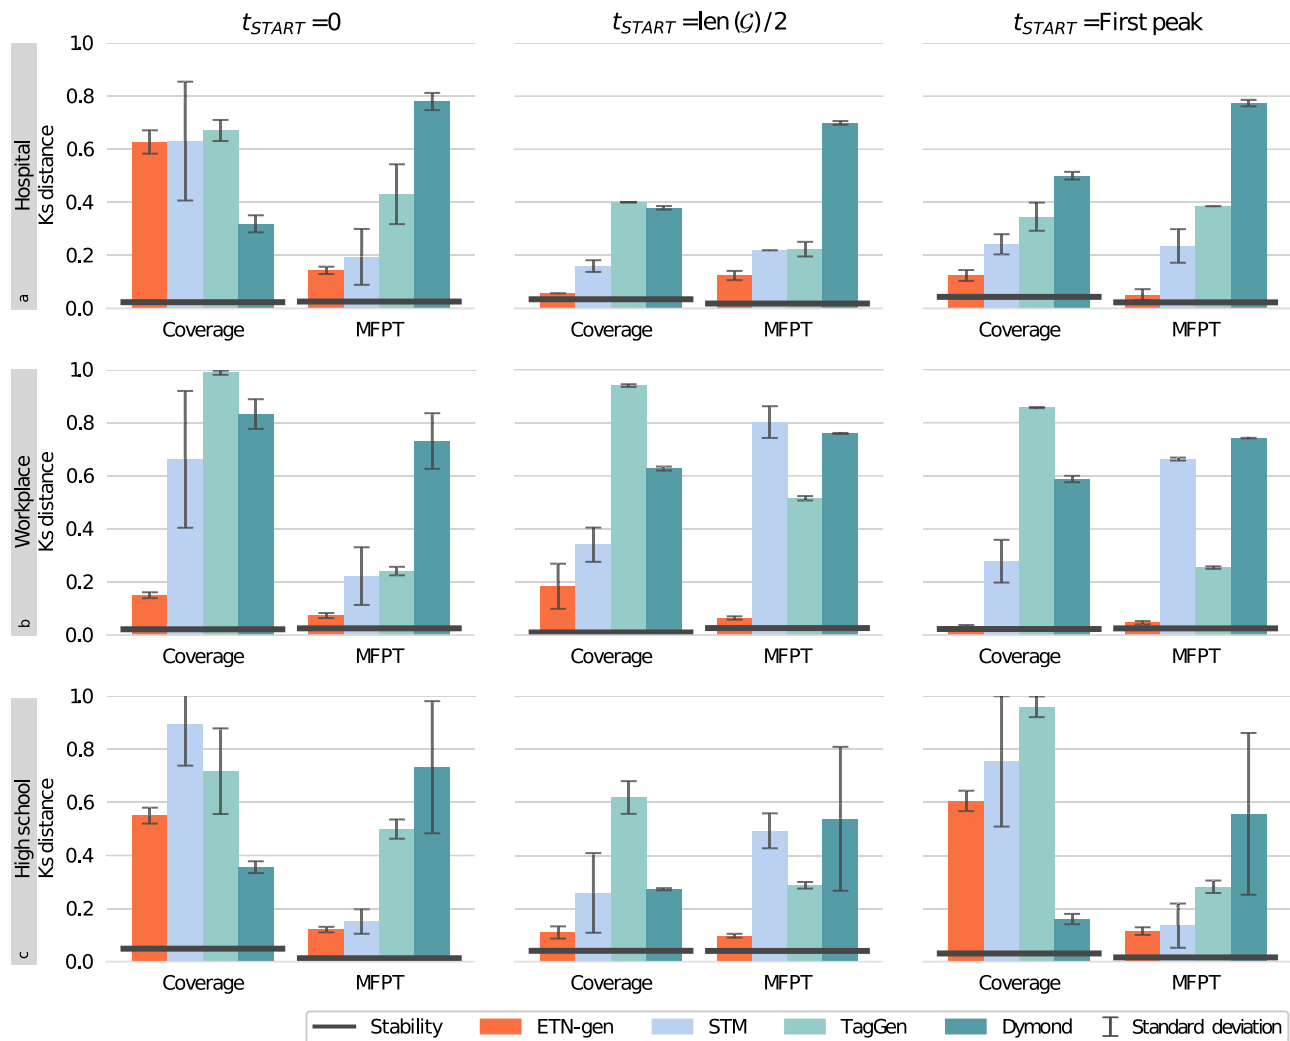 t_START = 0
t_START = len(𝒢)/2
t_START = First peak
a
Hospital
Ks distance
1.0
0.8
0.6
0.4
0.2
0.0
Coverage
MFPT
Coverage
MFPT
Coverage
MFPT
b
Workplace
Ks distance
1.0
0.8
0.6
0.4
0.2
0.0
Coverage
MFPT
Coverage
MFPT
Coverage
MFPT
c
High school
Ks distance
1.0
0.8
0.6
0.4
0.2
0.0
Coverage
MFPT
Coverage
MFPT
Coverage
MFPT
Stability
ETN-gen
STM
TagGen
Dymond
Standard deviation